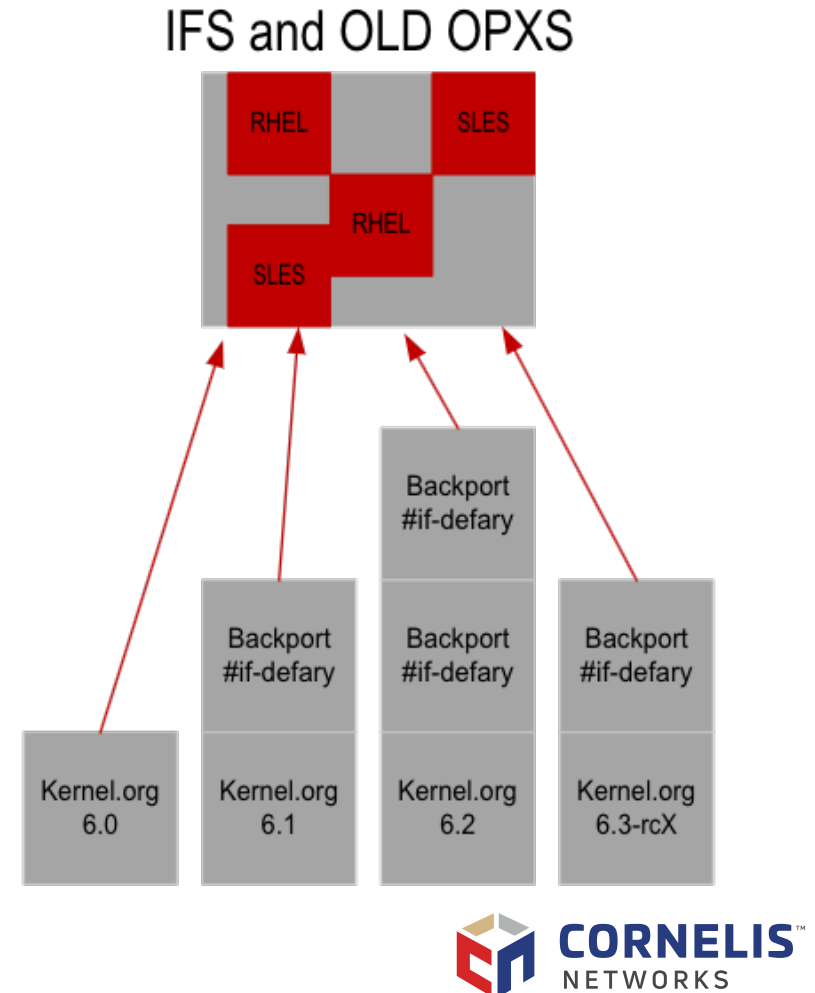 IFS and OLD OPXS
RHEL
SLES
RHEL
SLES
Backport
#if-defary
Backport
#if-defary
Backport
#if-defary
Backport
#if-defary
Kernel.org
6.0
Kernel.org
6.1
Kernel.org
6.2
Kernel.org
6.3-rcX
CORNELIS™
NETWORKS